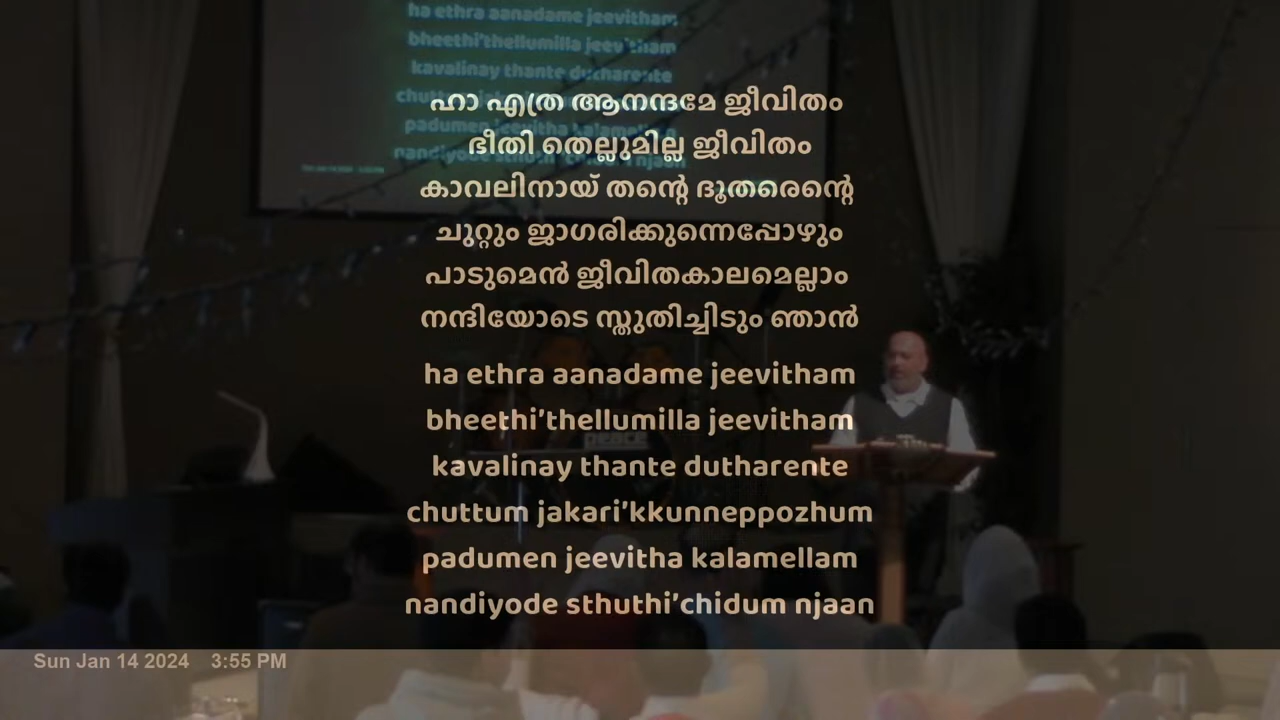 ha ethra aanadame jeevitham
bheethi'thellumilla jeevitham
kavalinay thante dutharente
ഹാ എത്ര ആനന്ദമേ ജീവിതം
ഭീതി തെല്ലുമില്ല ജീവിതം
കാവലിനായ് തന്റെ ദൂതരെന്റെ
ചുറ്റും ജാഗരിക്കുന്നെപ്പോഴും
പാടുമെൻ ജീവിതകാലമെല്ലാം
നന്ദിയോടെ സ്തുതിച്ചിടും ഞാൻ
ha ethra aanadame jeevitham
bheethi'thellumilla jeevitham
peace
kavalinay thante dutharente
chuttum jakari'kkunneppozhum
padumen jeevitha kalamellam
nandiyode sthuthi'chidum njaan
Sun Jan 14 2024 3:55 PM